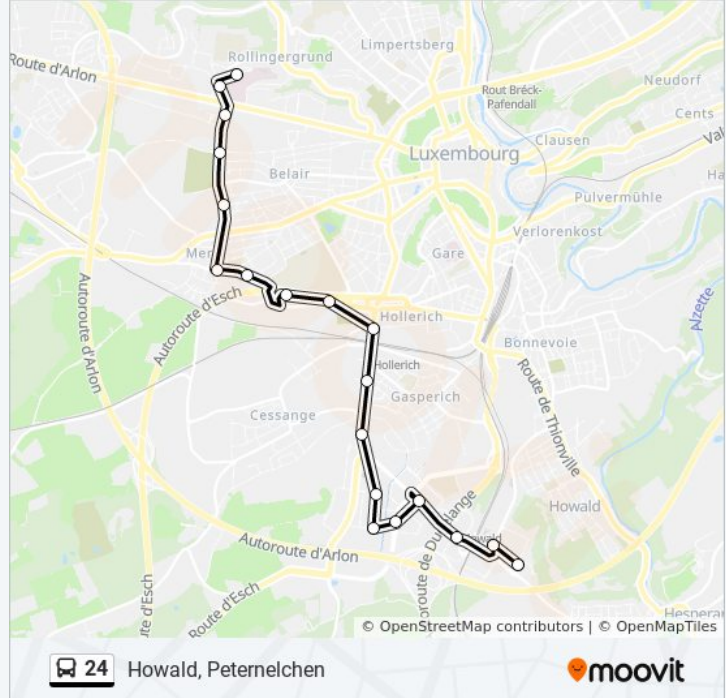 Limpertsberg
Rollingergrund
Route d'Arlon
Neudorf
Rout Bréck-
Pafendall
Cents
Clausen
Luxembourg
Belair
Pulvermühle
Verlorenkost
Gare
Autoroute d'Esch
Autoroute d'Arlon
Alzette
Hollerich
Bonnevoie
Hollerich
Gasperich
Cessange
Route de Thionville
Howald
Autoroute d'Arlon
Route d'Esch
© OpenStreetMap contributors | © OpenMapTiles
24 Howald, Peternelchen
moovit